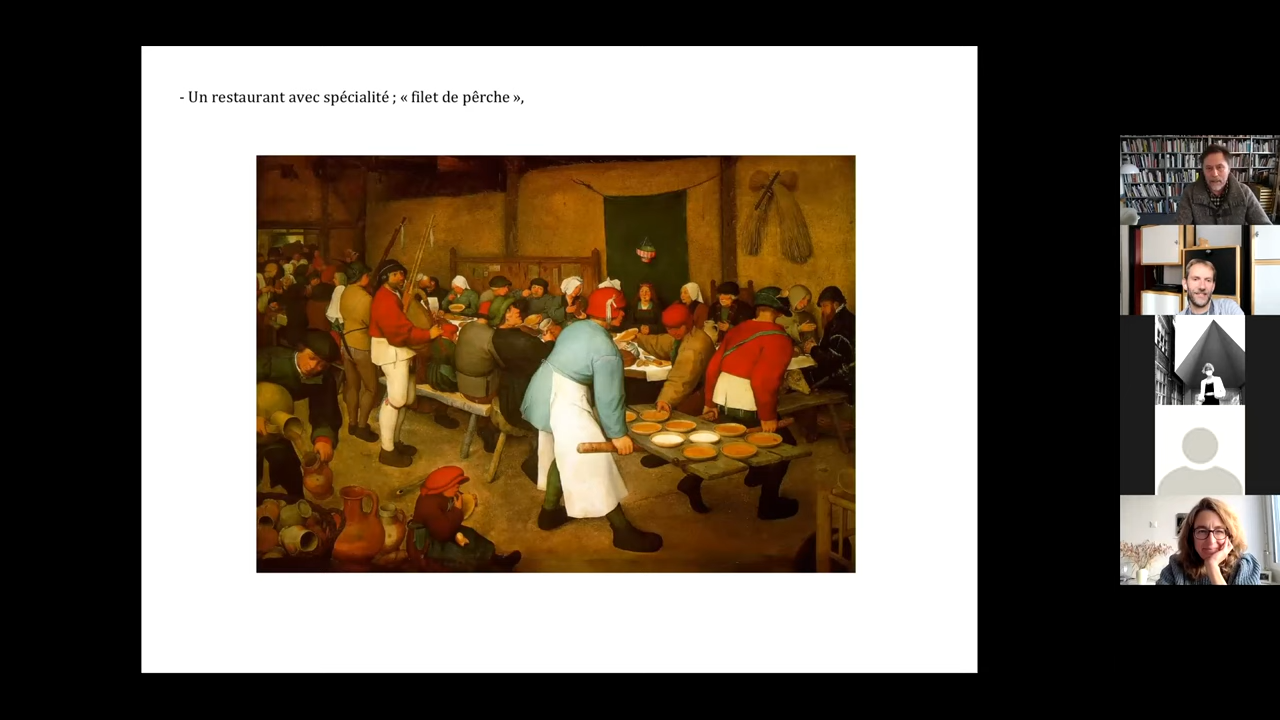 - Un restaurant avec spécialité ; « filet de pêrche »,